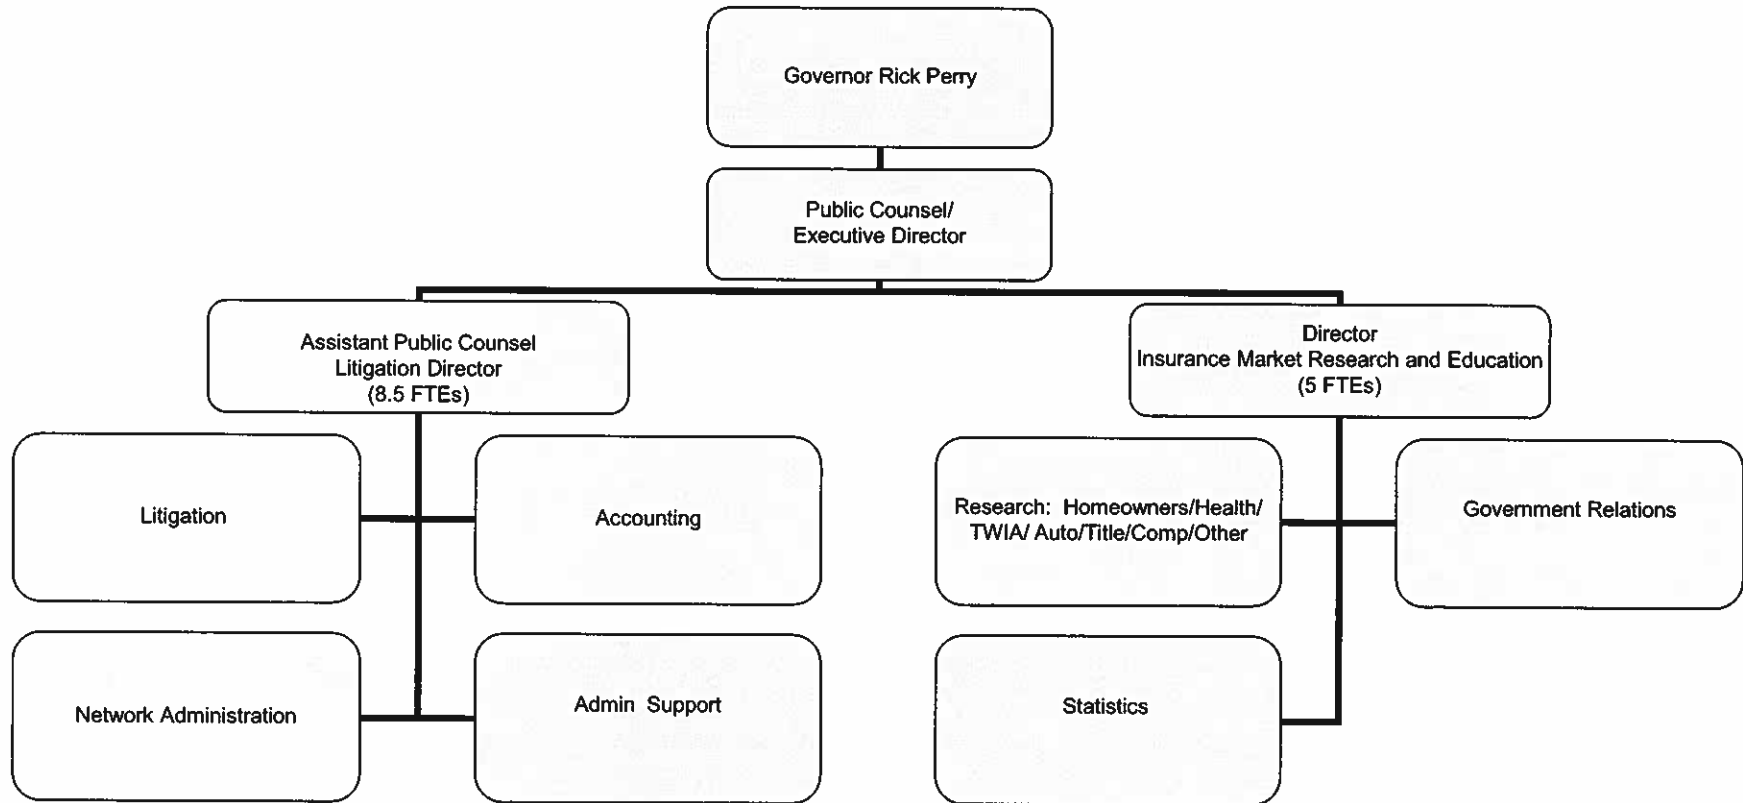 Governor Rick Perry
Public Counsel/
Executive Director
Assistant Public Counsel
Litigation Director
(8.5 FTEs)
Director
Insurance Market Research and Education
(5 FTEs)
Litigation
Accounting
Research: Homeowners/Health/
TWIA/ Auto/Title/Comp/Other
Government Relations
Network Administration
Admin Support
Statistics